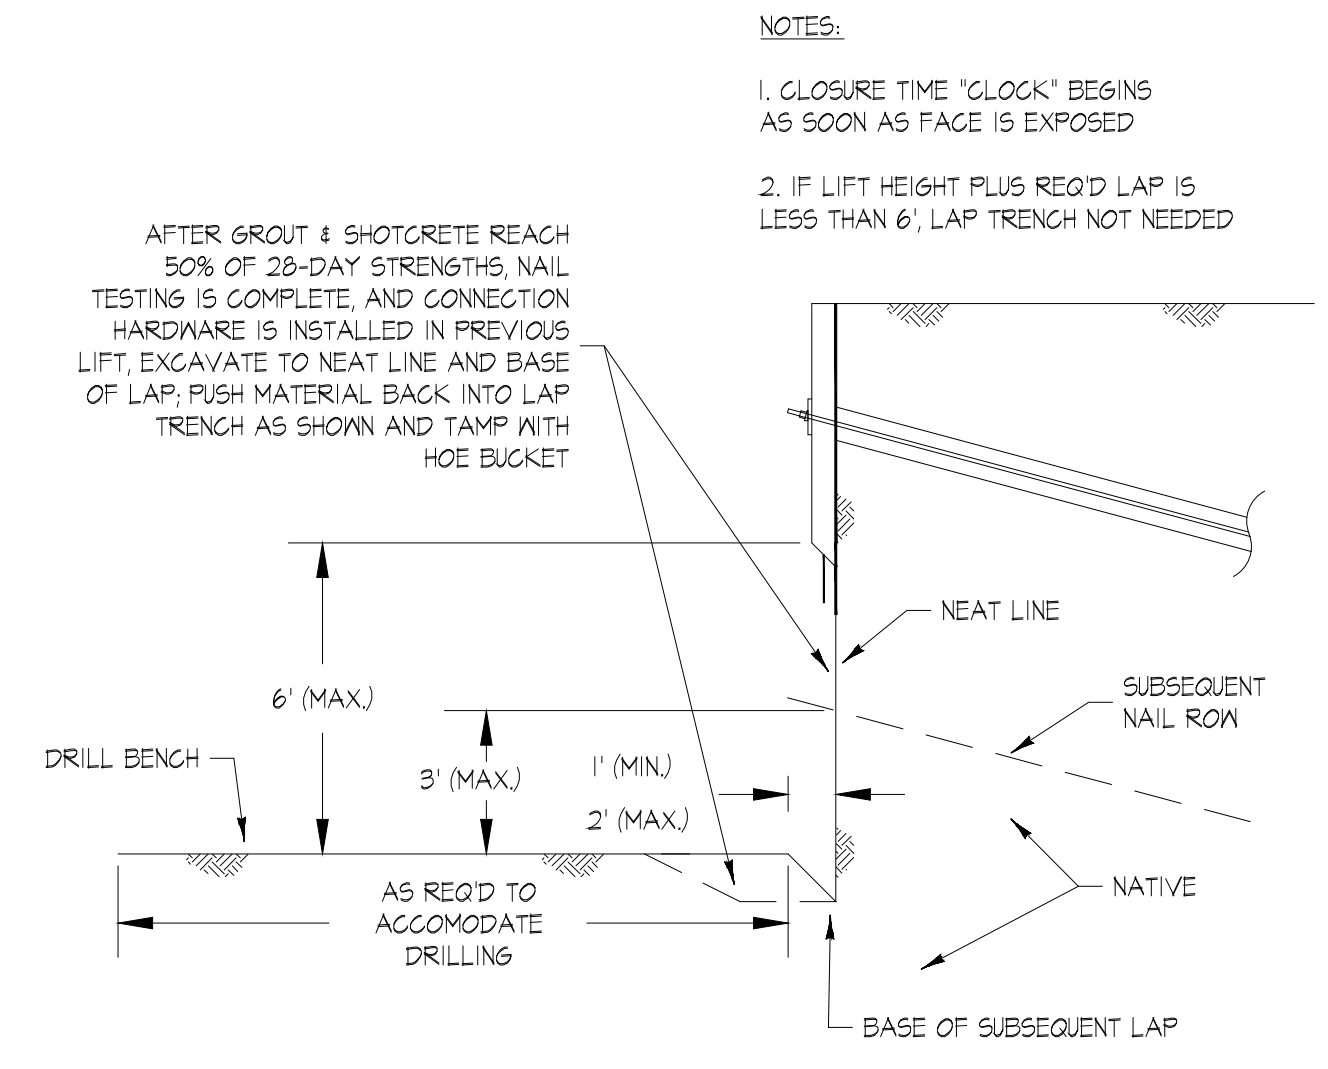 NOTES:
1. CLOSURE TIME "CLOCK" BEGINS
AS SOON AS FACE IS EXPOSED
2. IF LIFT HEIGHT PLUS REQ'D LAP IS
LESS THAN 6', LAP TRENCH NOT NEEDED
AFTER GROUT & SHOTCRETE REACH
50% OF 28-DAY STRENGTHS, NAIL
TESTING IS COMPLETE, AND CONNECTION
HARDWARE IS INSTALLED IN PREVIOUS
LIFT, EXCAVATE TO NEAT LINE AND BASE
OF LAP; PUSH MATERIAL BACK INTO LAP
TRENCH AS SHOWN AND TAMP WITH
HOE BUCKET
NEAT LINE
SUBSEQUENT
NAIL ROW
6' (MAX.)
DRILL BENCH
3' (MAX.)
1' (MIN.)
2' (MAX.)
AS REQ'D TO
ACCOMODATE
DRILLING
NATIVE
BASE OF SUBSEQUENT LAP